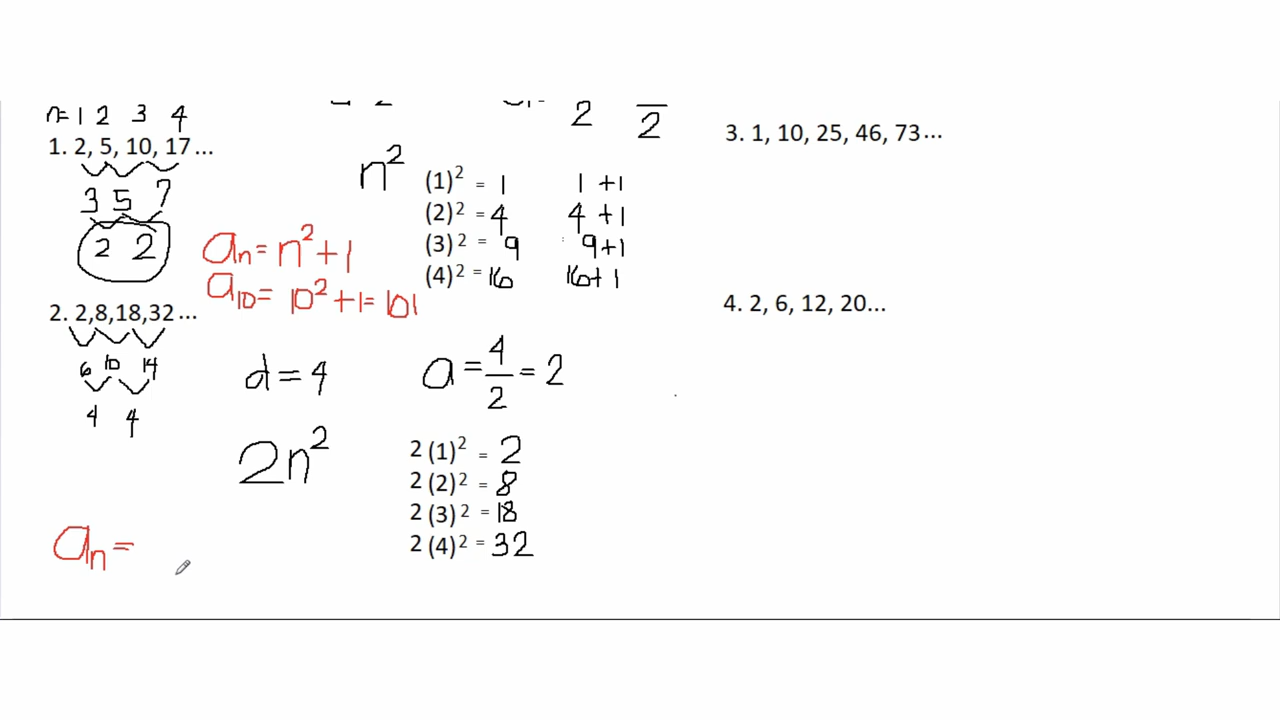 n= 1 2 3 4
1. 2, 5, 10, 17 ...
3 5 7
2 2
2
2
n²
(1)² = 1 1 +1
(2)² = 4 4 +1
(3)² = 9 9+1
(4)² = 16 16+1
aₙ = n² + 1
a₁₀ = 10² + 1 = 101
2. 2,8,18,32 ...
6 10 14
4 4
d = 4
a = 4/2 = 2
2n²
2 (1)² = 2
2 (2)² = 8
2 (3)² = 18
2 (4)² = 32
aₙ =
3. 1, 10, 25, 46, 73...
4. 2, 6, 12, 20...